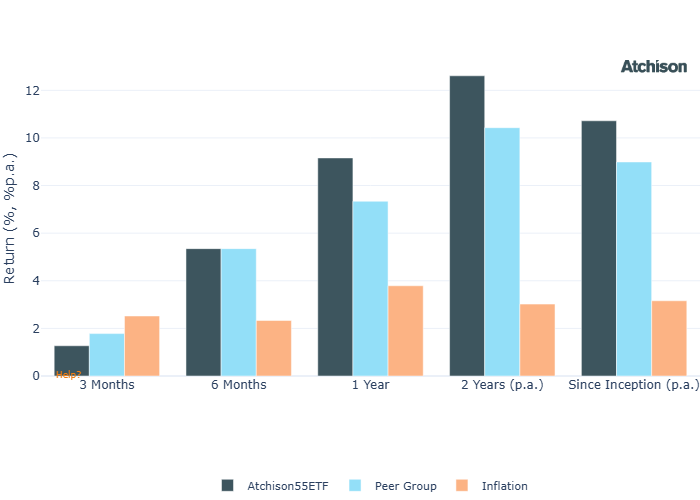 Atchison
Return (%, %p.a.)
12
10
8
6
4
2
0
Help?
3 Months
6 Months
1 Year
2 Years (p.a.)
Since Inception (p.a.)
Atchison55ETF
Peer Group
Inflation